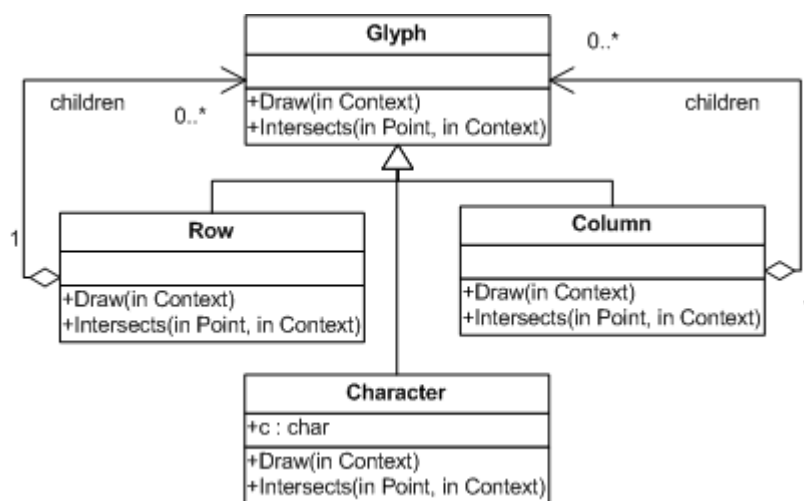 Glyph
0..*
+Draw(in Context)
+Intersects(in Point, in Context)
children
0..*
children
Row
1
+Draw(in Context)
+Intersects(in Point, in Context)
Column
+Draw(in Context)
+Intersects(in Point, in Context)
Character
+c : char
+Draw(in Context)
+Intersects(in Point, in Context)